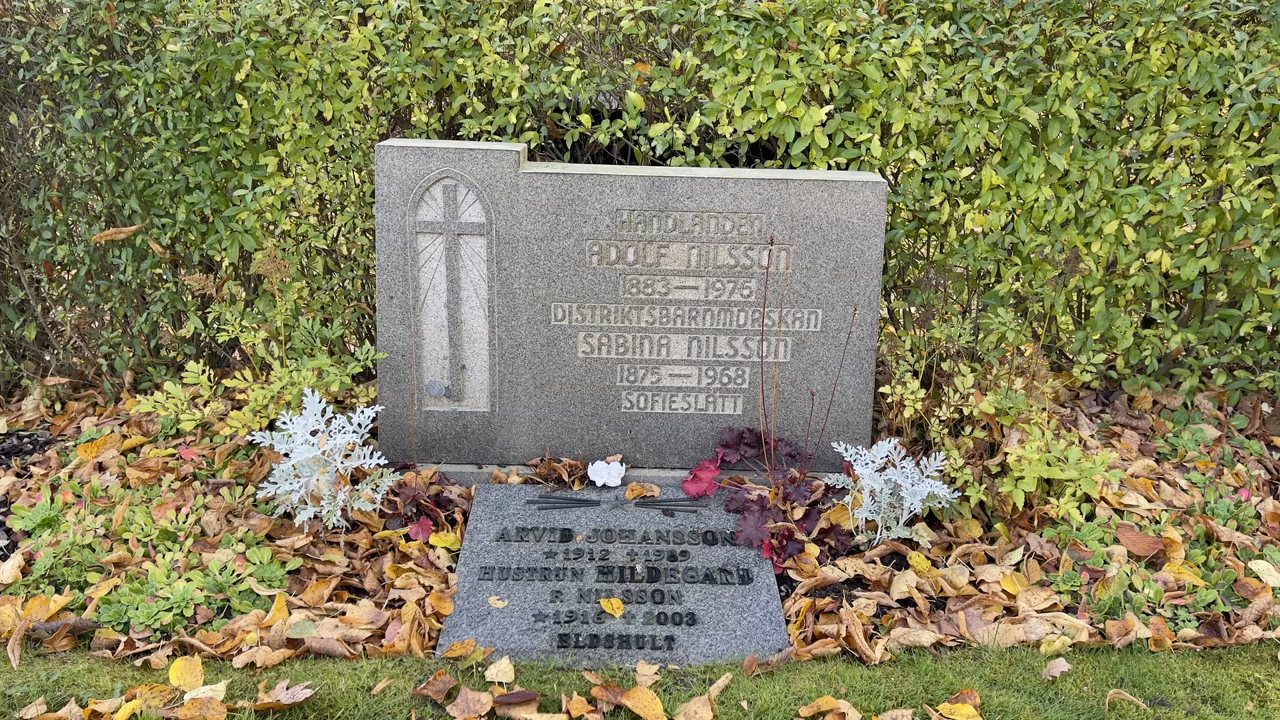 HANDLANDEN
ADOLF NILSSON
1883—1975
DISTRIKTSBARNMORSKAN
SABINA NILSSON
1875—1968
SOFIESLÄTT
ARVID JOHANSSON
★1912 ✝1989
HUSTRUN HILDEGARD
F. NILSSON
★1916 ✝2003
ELDSHULT